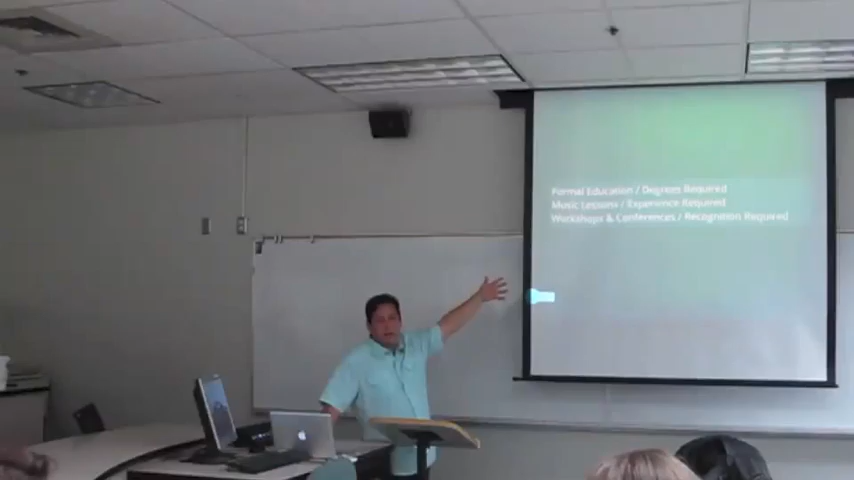 Formal Education / Degrees Required
Music Lessons / Experience Required
Workshops & Conferences / Recognition Required